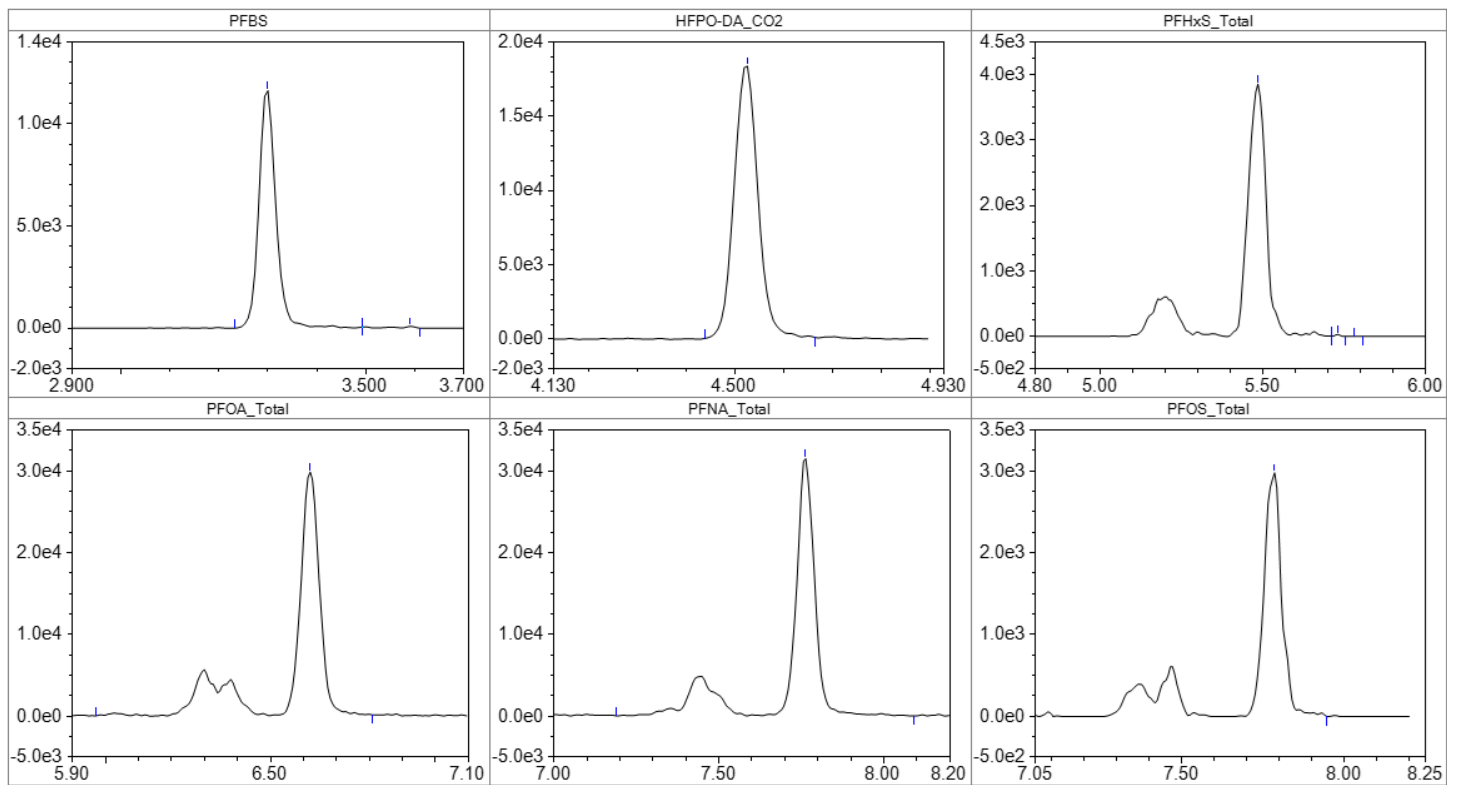 PFBS
HFPO-DA_CO2
PFHxS_Total
1.4e4
1.0e4
5.0e3
0.0e0
-2.0e3
2.900
3.500
3.700
2.0e4
1.5e4
1.0e4
5.0e3
0.0e0
-2.0e3
4.130
4.500
4.930
4.5e3
4.0e3
3.0e3
2.0e3
1.0e3
0.0e0
-5.0e2
4.80
5.00
5.50
6.00
PFOA_Total
PFNA_Total
PFOS_Total
3.5e4
3.0e4
2.0e4
1.0e4
0.0e0
-5.0e3
5.90
6.50
7.10
3.5e4
3.0e4
2.0e4
1.0e4
0.0e0
-5.0e3
7.00
7.50
8.00
8.20
3.5e3
3.0e3
2.0e3
1.0e3
0.0e0
-5.0e2
7.05
7.50
8.00
8.25